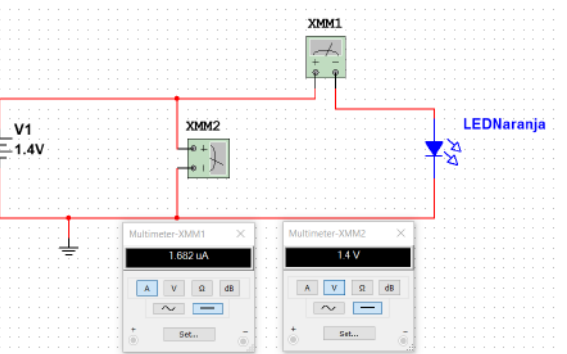 XMM1
V1
1.4V
XMM2
LEDNaranja
Multimeter-XMM1
1.682 uA
A V Ω dB
Set...
+ -
Multimeter-XMM2
1.4 V
A V Ω dB
Set...
+ -